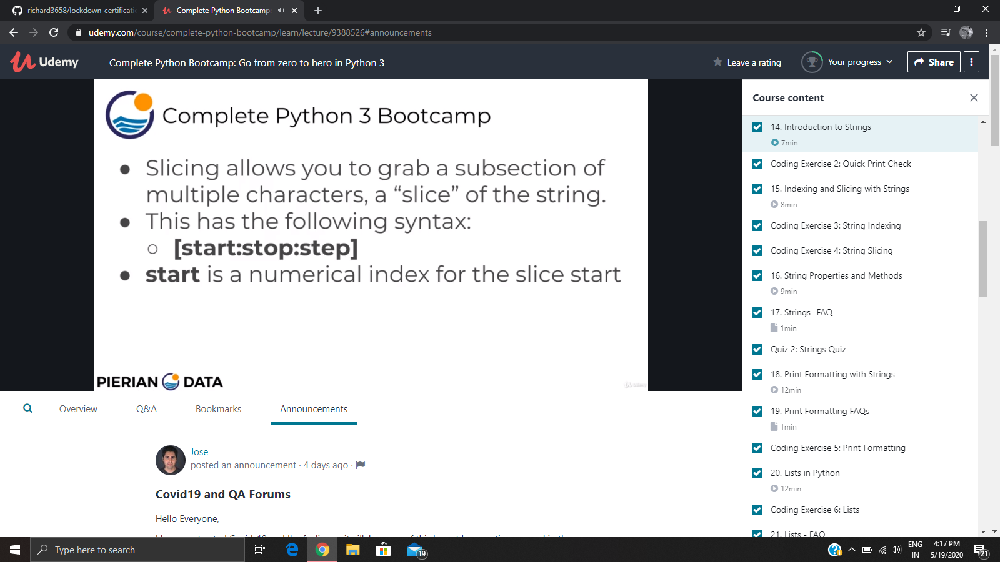 richard3658/lockdown-certificatio
Complete Python Bootcamp:
udemy.com/course/complete-python-bootcamp/learn/lecture/9388526#announcements
Udemy
Complete Python Bootcamp: Go from zero to hero in Python 3
Leave a rating
Your progress
Share
Complete Python 3 Bootcamp
Slicing allows you to grab a subsection of
multiple characters, a “slice” of the string.
This has the following syntax:
[start:stop:step]
start is a numerical index for the slice start
PIERIAN DATA
Udemy
Course content
14. Introduction to Strings
7min
Coding Exercise 2: Quick Print Check
15. Indexing and Slicing with Strings
8min
Coding Exercise 3: String Indexing
Coding Exercise 4: String Slicing
16. String Properties and Methods
9min
17. Strings -FAQ
1min
Quiz 2: Strings Quiz
18. Print Formatting with Strings
12min
19. Print Formatting FAQs
1min
Coding Exercise 5: Print Formatting
20. Lists in Python
12min
Coding Exercise 6: Lists
21. Lists - FAQ
Overview
Q&A
Bookmarks
Announcements
Jose
posted an announcement · 4 days ago ·
Covid19 and QA Forums
Hello Everyone,
Type here to search
19
ENG
IN
4:17 PM
5/19/2020
21